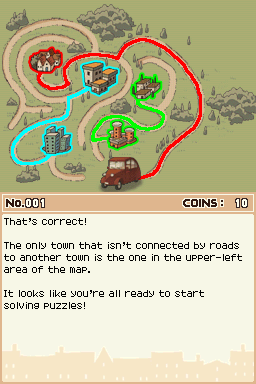 No.001 COINS: 10
That's correct!
The only town that isn't connected by roads
to another town is the one in the upper-left
area of the map.
It looks like you're all ready to start
solving puzzles!